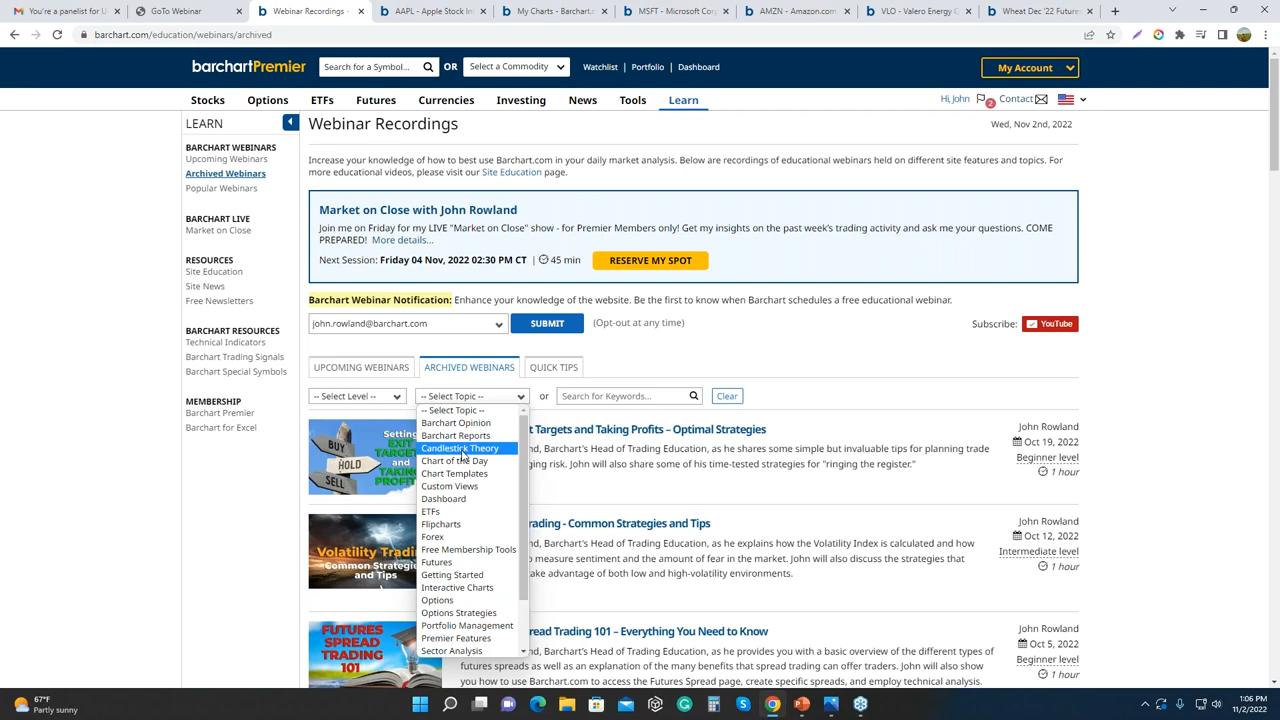 You're a panelist for U
GoTo Webinar
Webinar Recordings -
AAPL - Apple Stock In
My Charts - Barchart.
MSFT - Microsoft Corp
AMZN - Amazon.com
VLO - Valero Energy C
Wheat Dec '22 Future
barchart.com/education/webinars/archived
barchartPremier
Search for a Symbol...
OR
Select a Commodity
Watchlist
Portfolio
Dashboard
My Account
Stocks
Options
ETFs
Futures
Currencies
Investing
News
Tools
Learn
Hi, John
2
Contact
LEARN
BARCHART WEBINARS
Upcoming Webinars
Archived Webinars
Popular Webinars
BARCHART LIVE
Market on Close
RESOURCES
Site Education
Site News
Free Newsletters
BARCHART RESOURCES
Technical Indicators
Barchart Trading Signals
Barchart Special Symbols
MEMBERSHIP
Barchart Premier
Barchart for Excel
Webinar Recordings
Wed, Nov 2nd, 2022
Increase your knowledge of how to best use Barchart.com in your daily market analysis. Below are recordings of educational webinars held on different site features and topics. For
more educational videos, please visit our Site Education page.
Market on Close with John Rowland
Join me on Friday for my LIVE "Market on Close" show - for Premier Members only! Get my insights on the past week's trading activity and ask me your questions. COME
PREPARED! More details...
Next Session: Friday 04 Nov, 2022 02:30 PM CT | 45 min
RESERVE MY SPOT
Barchart Webinar Notification: Enhance your knowledge of the website. Be the first to know when Barchart schedules a free educational webinar.
john.rowland@barchart.com
SUBMIT
(Opt-out at any time)
Subscribe:
YouTube
UPCOMING WEBINARS
ARCHIVED WEBINARS
QUICK TIPS
-- Select Level --
-- Select Topic --
or
Search for Keywords...
Clear
-- Select Topic --
Barchart Opinion
Barchart Reports
Candlestick Theory
Chart of the Day
Chart Templates
Custom Views
Dashboard
ETFs
Flipcharts
Forex
Free Membership Tools
Futures
Getting Started
Interactive Charts
Options
Options Strategies
Portfolio Management
Premier Features
Sector Analysis
BUY
HOLD
SELL
Setting
EXIT
TARGETS
and
TAKING
PROFITS
t Targets and Taking Profits – Optimal Strategies
nd, Barchart's Head of Trading Education, as he shares some simple but invaluable tips for planning trade
ging risk. John will also share some of his time-tested strategies for "ringing the register."
John Rowland
Oct 19, 2022
Beginner level
1 hour
Volatility Trading
Common Strategies
and Tips
rading - Common Strategies and Tips
nd, Barchart's Head of Trading Education, as he explains how the Volatility Index is calculated and how
o measure sentiment and the amount of fear in the market. John will also discuss the strategies that
ake advantage of both low and high-volatility environments.
John Rowland
Oct 12, 2022
Intermediate level
1 hour
FUTURES
SPREAD
TRADING
101
read Trading 101 – Everything You Need to Know
nd, Barchart's Head of Trading Education, as he provides you with a basic overview of the different types of
futures spreads as well as an explanation of the many benefits that spread trading can offer traders. John will also show
you how to use Barchart.com to access the Futures Spread page, create specific spreads, and employ technical analysis.
John Rowland
Oct 5, 2022
Beginner level
1 hour
67°F
Partly sunny
1:06 PM
11/2/2022